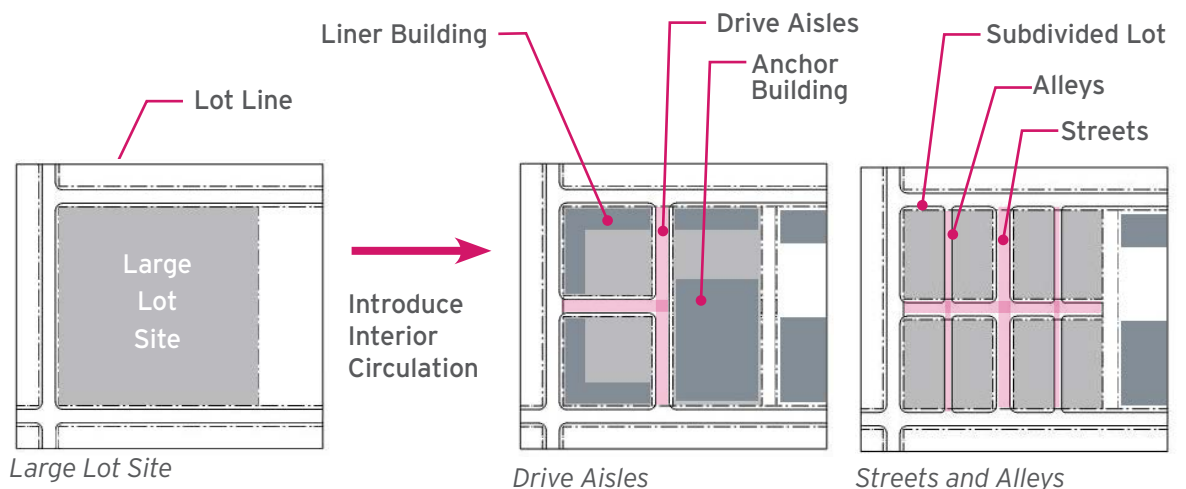 Liner Building
Drive Aisles
Subdivided Lot
Anchor
Building
Alleys
Lot Line
Streets
Large
Lot
Site
Introduce
Interior
Circulation
Large Lot Site
Drive Aisles
Streets and Alleys